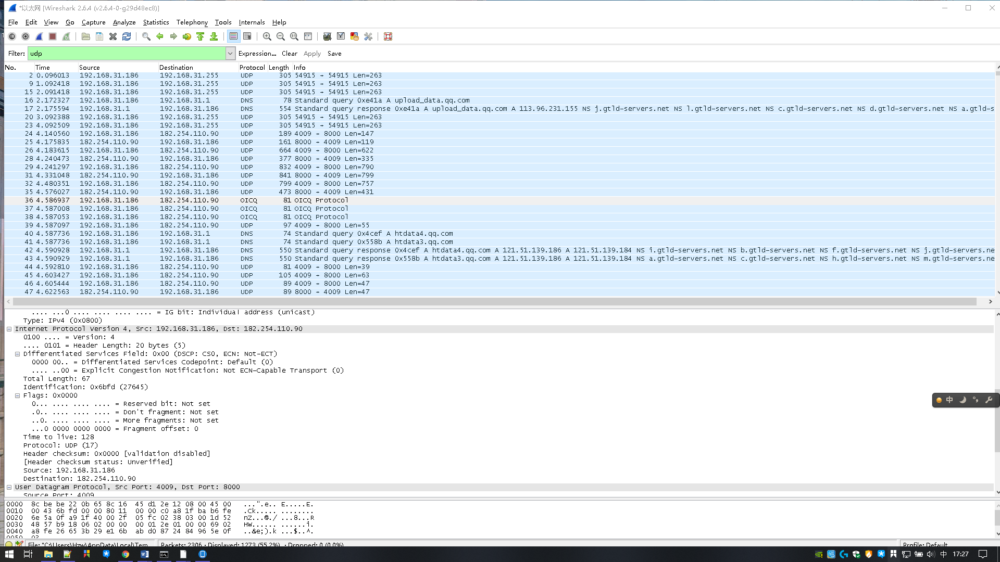 *以太网 [Wireshark 2.6.4 (v2.6.4-0-g29d48ec8)]
File Edit View Go Capture Analyze Statistics Telephony Tools Internals Help
Filter: udp Expression... Clear Apply Save
No. Time Source Destination Protocol Length Info
2 0.096013 192.168.31.186 192.168.31.255 UDP 305 54915 → 54915 Len=263
9 1.092418 192.168.31.186 192.168.31.255 UDP 305 54915 → 54915 Len=263
15 2.091418 192.168.31.186 192.168.31.255 UDP 305 54915 → 54915 Len=263
16 2.172327 192.168.31.186 192.168.31.1 DNS 78 Standard query 0xe41a A upload_data.qq.com
17 2.175594 192.168.31.1 192.168.31.186 DNS 554 Standard query response 0xe41a A upload_data.qq.com A 113.96.231.155 NS j.gtld-servers.net NS l.gtld-servers.net NS c.gtld-servers.net NS d.gtld-servers.net NS a.gtld-s
20 3.092388 192.168.31.186 192.168.31.255 UDP 305 54915 → 54915 Len=263
23 4.092509 192.168.31.186 192.168.31.255 UDP 305 54915 → 54915 Len=263
24 4.140560 192.168.31.186 182.254.110.90 UDP 189 4009 → 8000 Len=147
25 4.175835 182.254.110.90 192.168.31.186 UDP 161 8000 → 4009 Len=119
26 4.183615 192.168.31.186 182.254.110.90 UDP 664 4009 → 8000 Len=622
28 4.240473 182.254.110.90 192.168.31.186 UDP 377 8000 → 4009 Len=335
29 4.241297 192.168.31.186 182.254.110.90 UDP 832 4009 → 8000 Len=790
31 4.331048 182.254.110.90 192.168.31.186 UDP 841 8000 → 4009 Len=799
32 4.480351 192.168.31.186 182.254.110.90 UDP 799 4009 → 8000 Len=757
35 4.576027 182.254.110.90 192.168.31.186 UDP 473 8000 → 4009 Len=431
36 4.586937 192.168.31.186 182.254.110.90 OICQ 81 OICQ Protocol
37 4.587008 192.168.31.186 182.254.110.90 OICQ 81 OICQ Protocol
38 4.587053 192.168.31.186 182.254.110.90 OICQ 81 OICQ Protocol
39 4.587097 192.168.31.186 182.254.110.90 UDP 97 4009 → 8000 Len=55
40 4.587736 192.168.31.186 192.168.31.1 DNS 74 Standard query 0x4cef A htdata4.qq.com
41 4.587736 192.168.31.186 192.168.31.1 DNS 74 Standard query 0x558b A htdata3.qq.com
42 4.590928 192.168.31.1 192.168.31.186 DNS 550 Standard query response 0x4cef A htdata4.qq.com A 121.51.139.186 A 121.51.139.184 NS i.gtld-servers.net NS b.gtld-servers.net NS f.gtld-servers.net NS j.gtld-servers.ne
43 4.590929 192.168.31.1 192.168.31.186 DNS 550 Standard query response 0x558b A htdata3.qq.com A 121.51.139.186 A 121.51.139.184 NS a.gtld-servers.net NS c.gtld-servers.net NS h.gtld-servers.net NS m.gtld-servers.ne
44 4.592810 192.168.31.186 182.254.110.90 UDP 81 4009 → 8000 Len=39
45 4.603427 192.168.31.186 182.254.110.90 UDP 105 4009 → 8000 Len=63
46 4.605444 192.168.31.186 182.254.110.90 UDP 89 4009 → 8000 Len=47
47 4.622563 182.254.110.90 192.168.31.186 UDP 89 8000 → 4009 Len=47
.... ...0 .... .... .... .... = IG bit: Individual address (unicast)
Type: IPv4 (0x0800)
Internet Protocol Version 4, Src: 192.168.31.186, Dst: 182.254.110.90
0100 .... = Version: 4
.... 0101 = Header Length: 20 bytes (5)
Differentiated Services Field: 0x00 (DSCP: CS0, ECN: Not-ECT)
0000 00.. = Differentiated Services Codepoint: Default (0)
.... ..00 = Explicit Congestion Notification: Not ECN-Capable Transport (0)
Total Length: 67
Identification: 0x6bfd (27645)
Flags: 0x0000
0... .... .... .... = Reserved bit: Not set
.0.. .... .... .... = Don't fragment: Not set
..0. .... .... .... = More fragments: Not set
...0 0000 0000 0000 = Fragment offset: 0
Time to live: 128
Protocol: UDP (17)
Header checksum: 0x0000 [validation disabled]
[Header checksum status: Unverified]
Source: 192.168.31.186
Destination: 182.254.110.90
User Datagram Protocol, Src Port: 4009, Dst Port: 8000
Source Port: 4009
中
0000 8c be be 22 0b 65 8c 16 45 d1 2e 12 08 00 45 00 ...".e.. E.....E.
0010 00 43 6b fd 00 00 80 11 00 00 c0 a8 1f ba b6 fe .Ck..... ........
0020 6e 5a 0f a9 1f 40 00 2f 05 fc 02 38 03 00 1d 52 nZ...@./ ...8...R
0030 48 57 b9 18 06 02 00 00 00 01 2e 01 00 00 69 02 HW...... ......i.
0040 a8 fe 26 65 3b 29 e1 6b ab d0 87 24 84 96 5e 0f ..&e;).k ...$..^.
0050 03
File: "C:\Users\Hzw\AppData\Local\Tem Packets: 2306 · Displayed: 1273 (55.2%) · Dropped: 0 (0.0%) Profile: Default
中 17:27